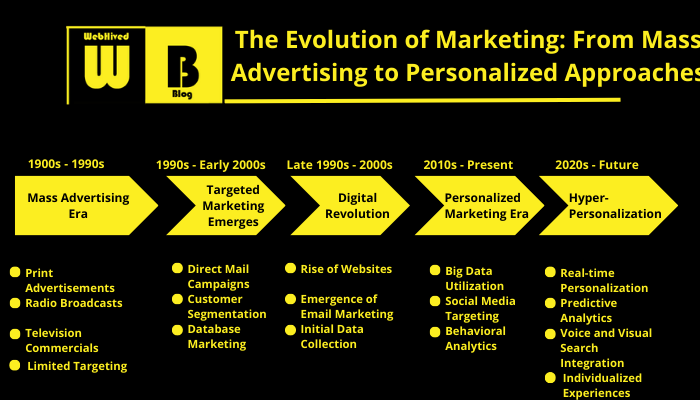 WebHived
W
B
Blog
The Evolution of Marketing: From Mass
Advertising to Personalized Approaches
1900s - 1990s
1990s - Early 2000s
Late 1990s - 2000s
2010s - Present
2020s - Future
Mass Advertising
Era
Targeted
Marketing
Emerges
Digital
Revolution
Personalized
Marketing Era
Hyper-
Personalization
Print
Advertisements
Radio Broadcasts
Television
Commercials
Limited Targeting
Direct Mail
Campaigns
Customer
Segmentation
Database
Marketing
Rise of Websites
Emergence of
Email Marketing
Initial Data
Collection
Big Data
Utilization
Social Media
Targeting
Behavioral
Analytics
Real-time
Personalization
Predictive
Analytics
Voice and Visual
Search
Integration
Individualized
Experiences